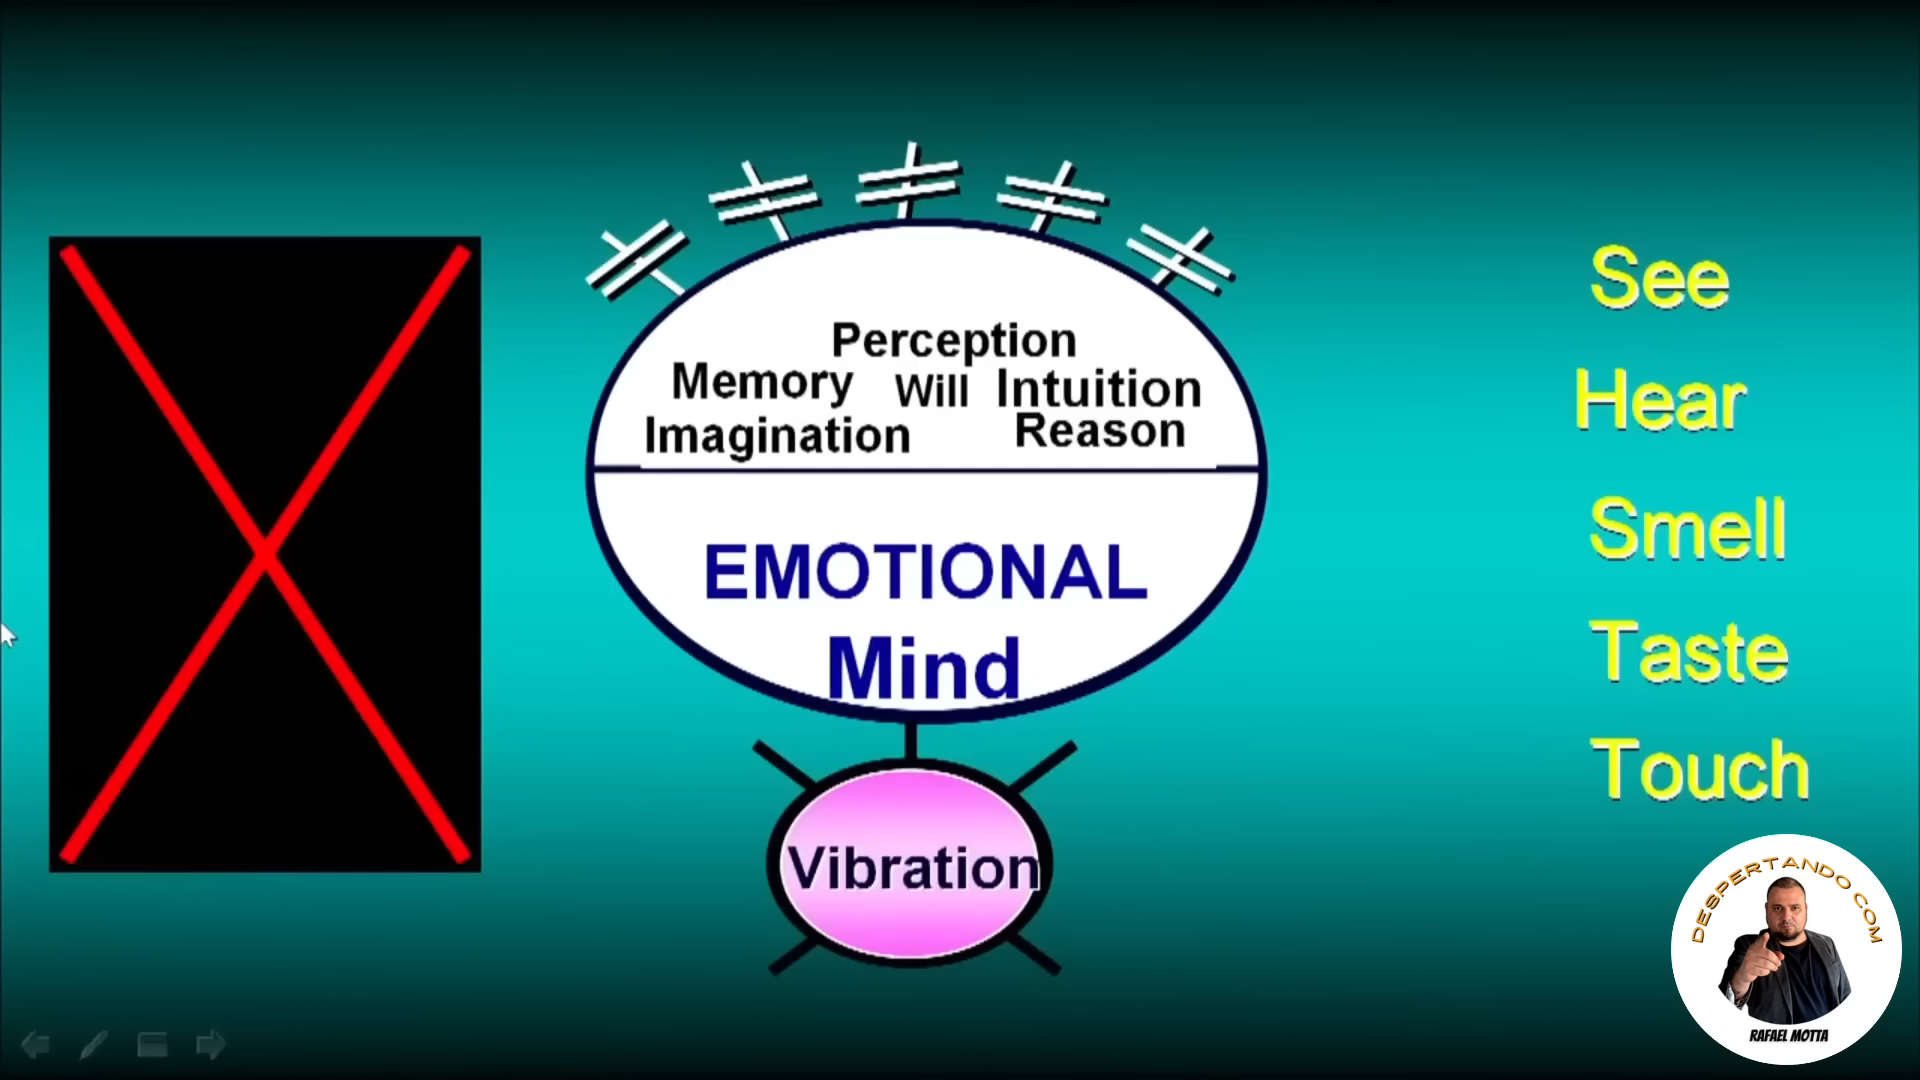 Perception
Memory Will Intuition
Imagination Reason
EMOTIONAL
Mind
Vibration
See
Hear
Smell
Taste
Touch
DESPERTANDO COM
RAFAEL MOTTA